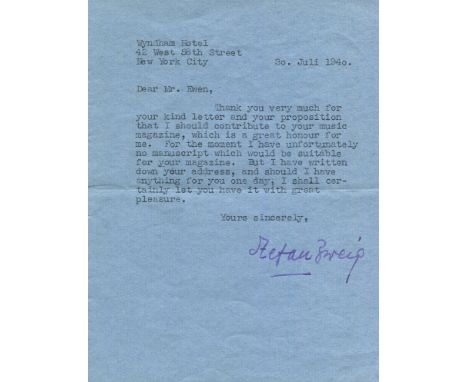 Wyndham Hotel
42 West 58th Street
New York City 3o. Juli 194o.
Dear Mr. Ewen,
Thank you very much for
your kind letter and your proposition
that I should contribute to your music
magazine, which is a great honour for
me. For the moment I have unfortunately
no manuscript which would be suitable
for your magazine. But I have written
down your address, and should I have
anything for you one day, I shall cer-
tainly let you have it with great
pleasure.
Yours sincerely,
Stefan Zweig